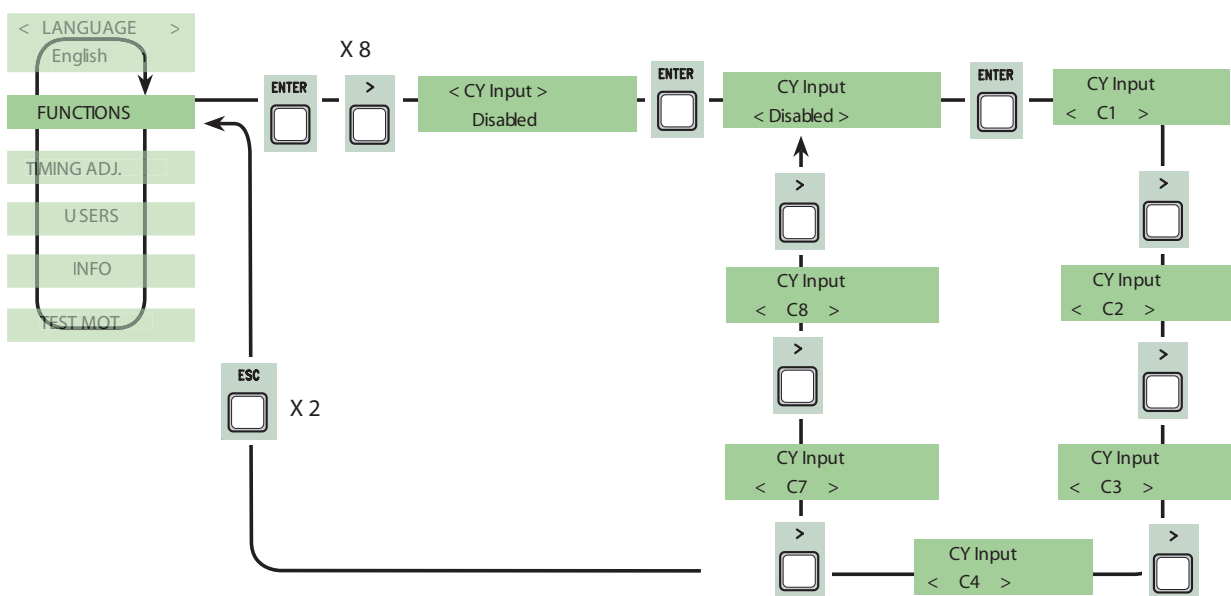 < LANGUAGE >
English
FUNCTIONS
TIMING ADJ.
USERS
INFO
TEST MOT
ENTER
X 8
>
< CY Input >
Disabled
ENTER
CY Input
< Disabled >
ENTER
CY Input
< C1 >
>
CY Input
< C2 >
>
CY Input
< C3 >
>
CY Input
< C4 >
>
CY Input
< C7 >
>
CY Input
< C8 >
>
ESC
X 2